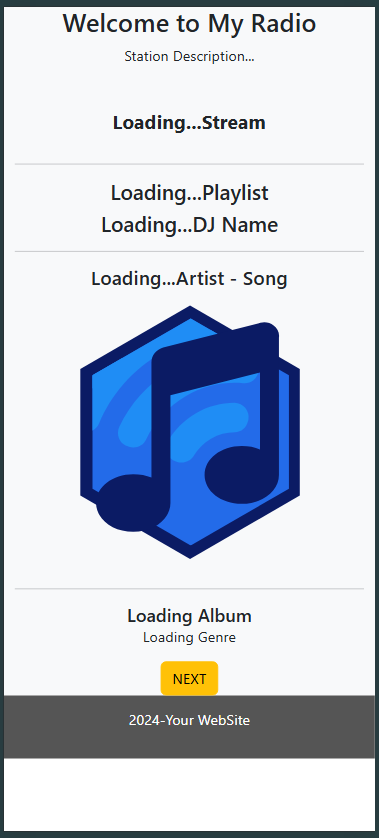 Welcome to My Radio
Station Description...
Loading...Stream
Loading...Playlist
Loading...DJ Name
Loading...Artist - Song
Loading Album
Loading Genre
NEXT
2024-Your WebSite